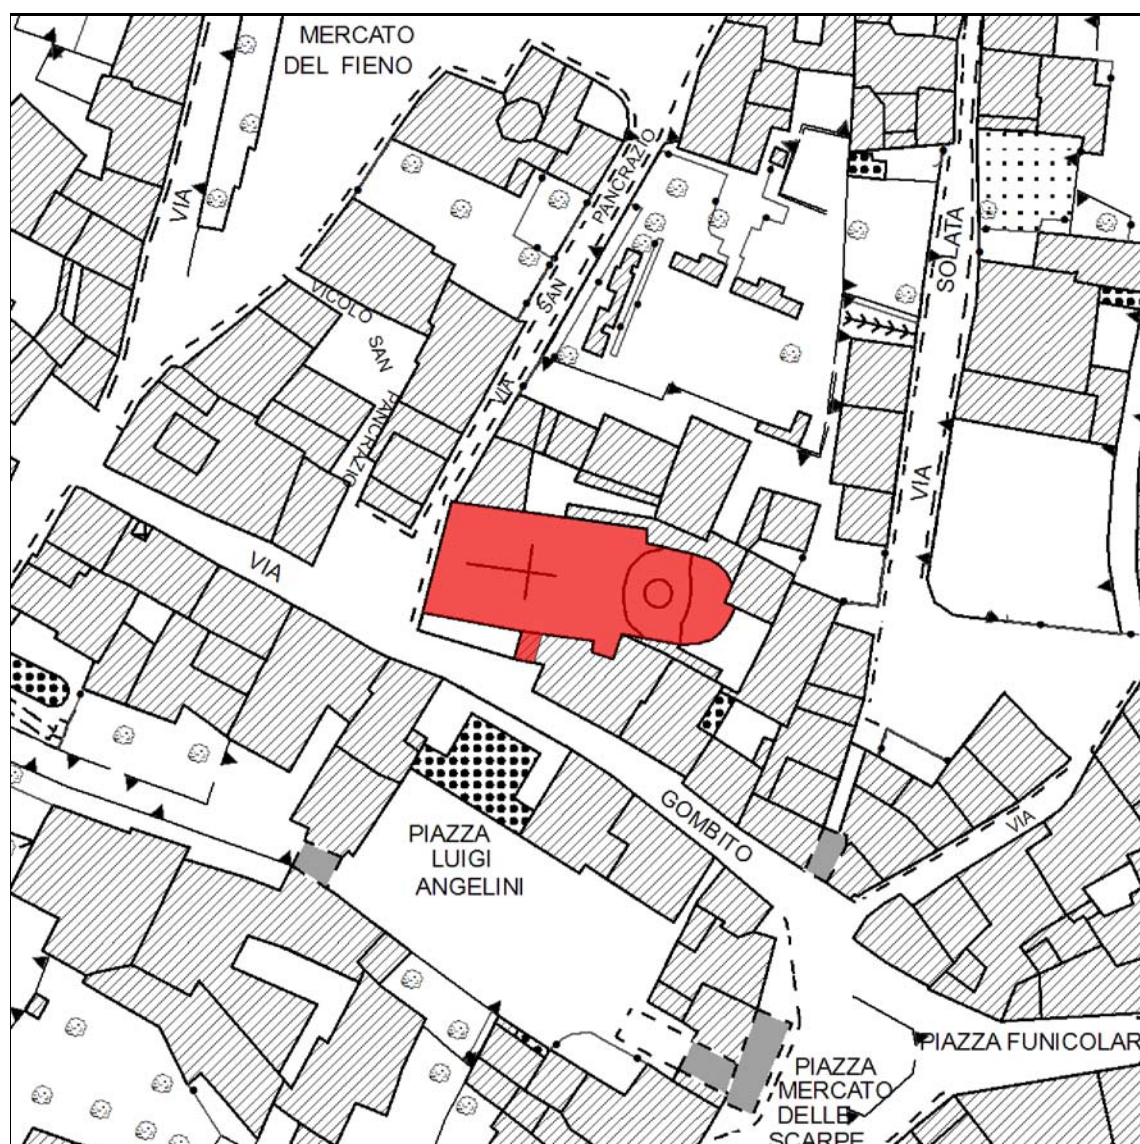 MERCATO
DEL FIENO
VIA
PANCRAZIO
SAN
VIA
SOLATA
VIA
VICOLO
SAN
PANCRAZIO
VIA
GOMBITO
VIA
PIAZZA
LUIGI
ANGELINI
PIAZZA FUNICOLAR
PIAZZA
MERCATO
DELLE
SCARPE